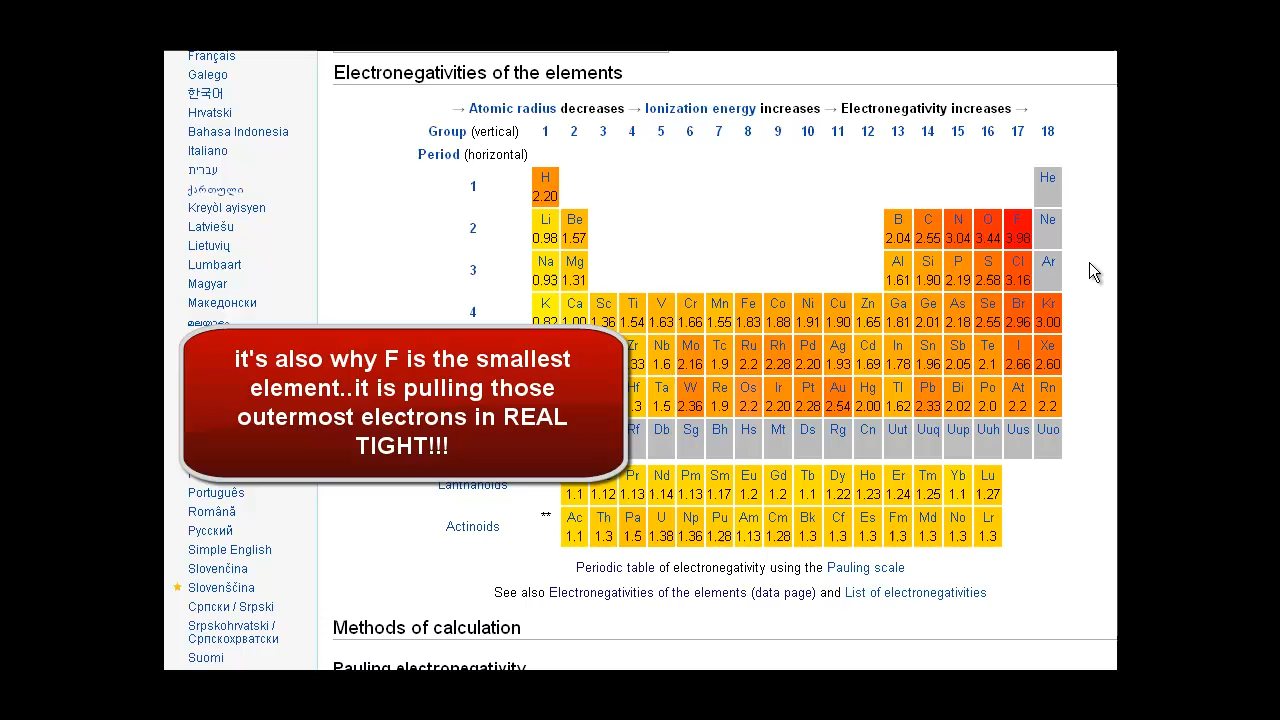 Français
Galego
한국어
Hrvatski
Bahasa Indonesia
Italiano
עברית
ქართული
Kreyòl ayisyen
Latviešu
Lietuvių
Lumbaart
Magyar
Македонски
Português
Română
Русский
Simple English
Slovenčina
Slovenščina
Српски / Srpski
Srpskohrvatski /
Српскохрватски
Suomi
Electronegativities of the elements
→ Atomic radius decreases → Ionization energy increases → Electronegativity increases →
Group (vertical) 1 2 3 4 5 6 7 8 9 10 11 12 13 14 15 16 17 18
Period (horizontal)
1 H He
2.20
2 Li Be B C N O F Ne
0.98 1.57 2.04 2.55 3.04 3.44 3.98
3 Na Mg Al Si P S Cl Ar
0.93 1.31 1.61 1.90 2.19 2.58 3.16
4 K Ca Sc Ti V Cr Mn Fe Co Ni Cu Zn Ga Ge As Se Br Kr
0.82 1.00 1.36 1.54 1.63 1.66 1.55 1.83 1.88 1.91 1.90 1.65 1.81 2.01 2.18 2.55 2.96 3.00
Nb Mo Tc Ru Rh Pd Ag Cd In Sn Sb Te I Xe
.33 1.6 2.16 1.9 2.2 2.28 2.20 1.93 1.69 1.78 1.96 2.05 2.1 2.66 2.60
Hf Ta W Re Os Ir Pt Au Hg Tl Pb Bi Po At Rn
.3 1.5 2.36 1.9 2.2 2.20 2.28 2.54 2.00 1.62 2.33 2.02 2.0 2.2 2.2
Rf Db Sg Bh Hs Mt Ds Rg Cn Uut Uuq Uup Uuh Uus Uuo
it's also why F is the smallest
element..it is pulling those
outermost electrons in REAL
TIGHT!!!
Lanthanoids Pr Nd Pm Sm Eu Gd Tb Dy Ho Er Tm Yb Lu
1.1 1.12 1.13 1.14 1.13 1.17 1.2 1.2 1.1 1.22 1.23 1.24 1.25 1.1 1.27
Actinoids ** Ac Th Pa U Np Pu Am Cm Bk Cf Es Fm Md No Lr
1.1 1.3 1.5 1.38 1.36 1.28 1.13 1.28 1.3 1.3 1.3 1.3 1.3 1.3 1.3
Periodic table of electronegativity using the Pauling scale
See also Electronegativities of the elements (data page) and List of electronegativities
Methods of calculation
Pauling electronegativity